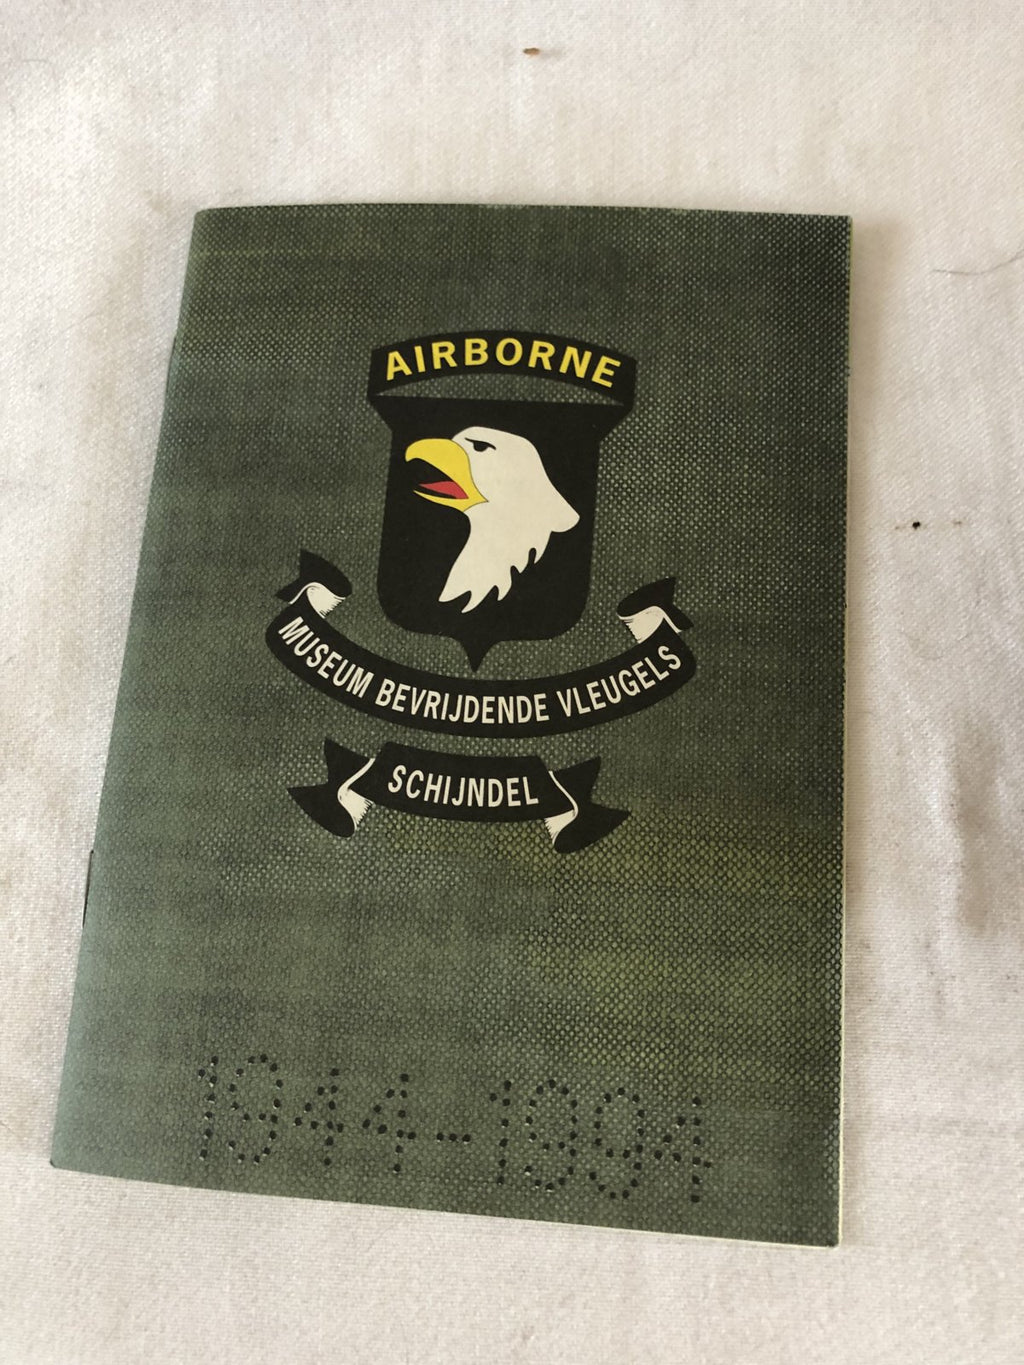 AIRBORNE
MUSEUM BEVRIJDENDE VLEUGELS
SCHIJNDEL
1944-1994